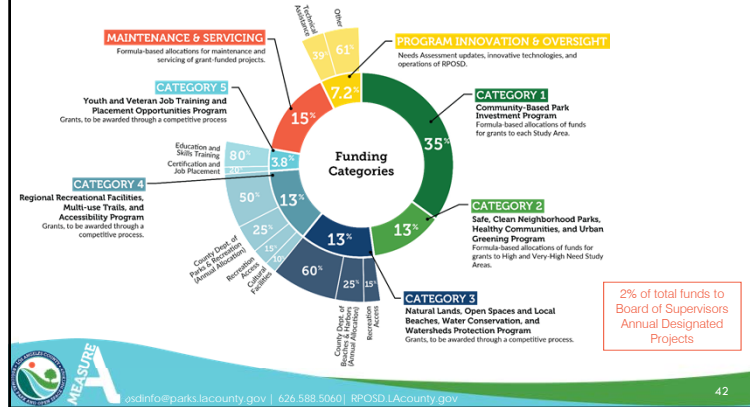 Technical
Assistance
Other
39%
61%
MAINTENANCE & SERVICING
Formula-based allocations for maintenance and
servicing of grant-funded projects.
PROGRAM INNOVATION & OVERSIGHT
Needs Assessment updates, innovative technologies, and
operations of RPOSD.
7.2%
15%
CATEGORY 5
Youth and Veteran Job Training and
Placement Opportunities Program
Grants, to be awarded through a competitive process
CATEGORY 1
Community-Based Park
Investment Program
Formula-based allocations of funds
for grants to each Study Area.
35%
Education and
Skills Training
80%
Certification and
Job Placement
20%
3.8%
Funding
Categories
CATEGORY 4
Regional Recreational Facilities,
Multi-use Trails, and
Accessibility Program
Grants, to be awarded through a
competitive process.
13%
50%
25%
15%
10%
County Dept. of
Parks & Recreation
(Annual Allocation)
Recreation
Access
Cultural
Facilities
CATEGORY 2
Safe, Clean Neighborhood Parks,
Healthy Communities, and Urban
Greening Program
Formula-based allocations of funds for
grants to High and Very-High Need Study
Areas.
13%
13%
60%
25%
15%
County Dept. of
Beaches & Harbors
(Annual Allocation)
Recreation
Access
CATEGORY 3
Natural Lands, Open Spaces and Local
Beaches, Water Conservation, and
Watersheds Protection Program
Grants, to be awarded through a competitive process.
2% of total funds to
Board of Supervisors
Annual Designated
Projects
MEASURE
A
osdinfo@parks.lacounty.gov | 626.588.5060| RPOSD.LAcounty.gov
42